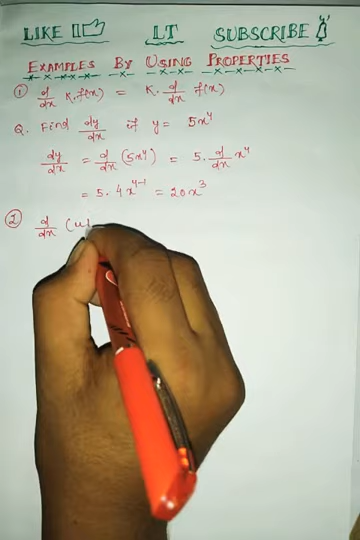 LIKE IT SUBSCRIBE
EXAMPLES BY USING PROPERTIES
① d/dx K.f(x) = K. d/dx f(x)
Q. Find dy/dx if y = 5x⁴
dy/dx = d/dx (5x⁴) = 5. d/dx x⁴
= 5. 4x⁴⁻¹ = 20x³
② d/dx (u